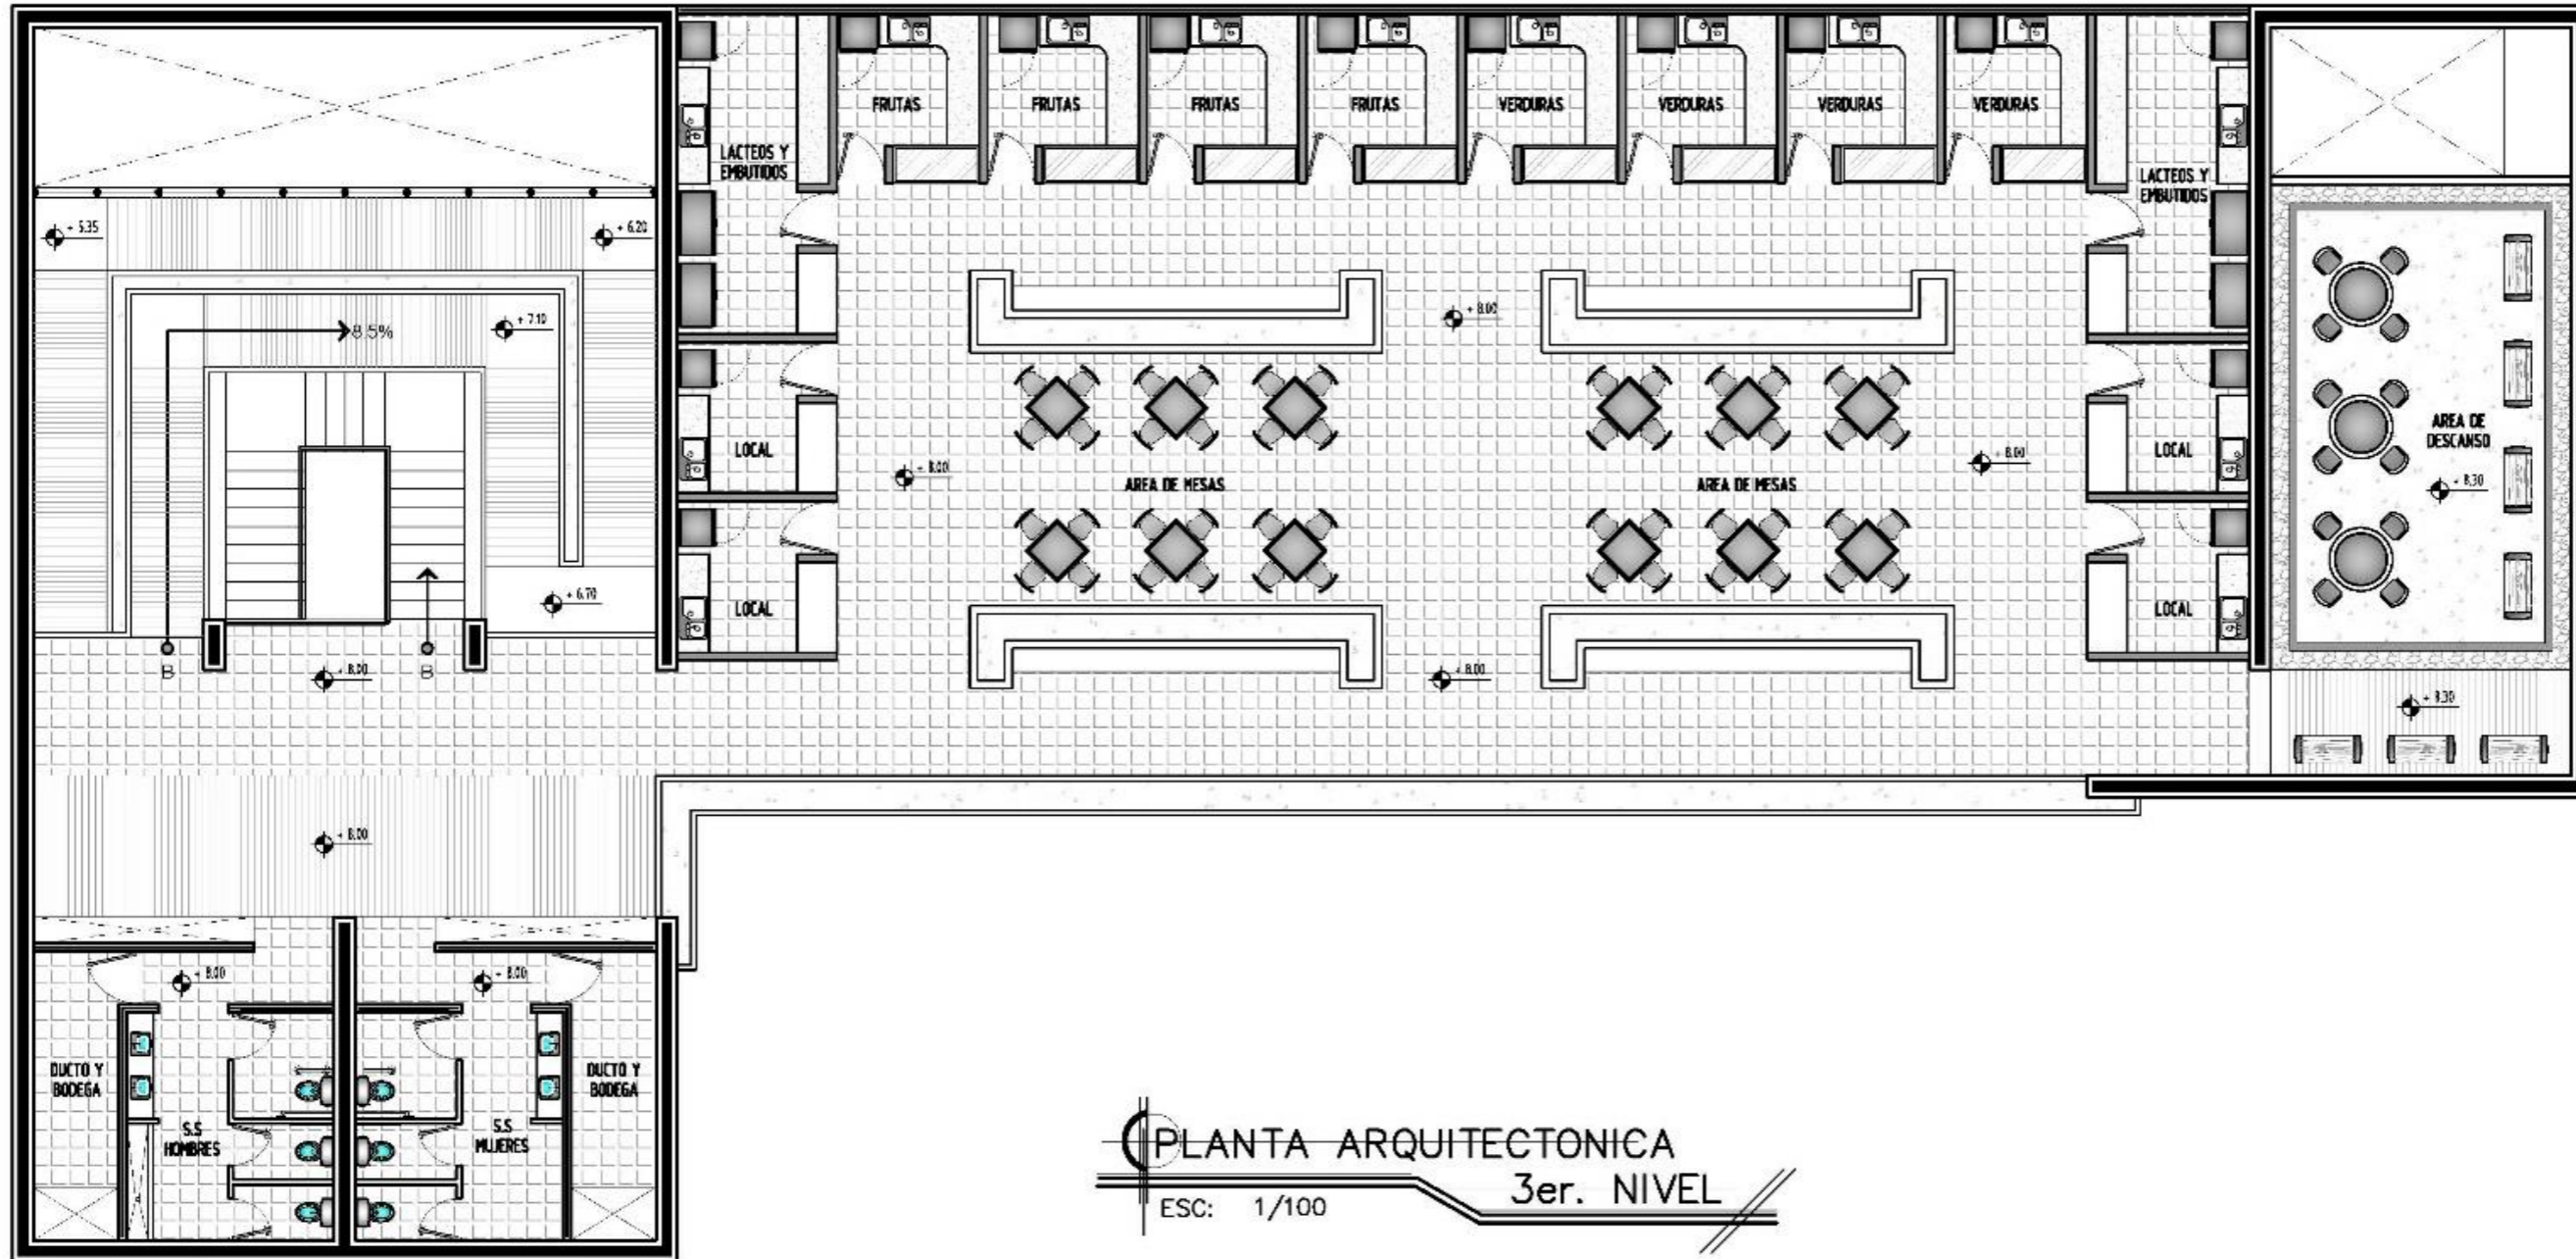 FRUTAS
FRUTAS
FRUTAS
FRUTAS
VERDURAS
VERDURAS
VERDURAS
VERDURAS
LACTEOS Y
EMBUTIDOS
LACTEOS Y
EMBUTIDOS
+ 5.35
+ 6.20
+ 7.10
8.5%
+ 8.00
AREA DE
DESCANSO
+ 8.30
LOCAL
LOCAL
+ 8.00
+ 8.00
AREA DE MESAS
AREA DE MESAS
+ 6.70
LOCAL
LOCAL
B
B
+ 8.00
+ 8.00
+ 8.30
+ 8.00
+ 8.00
+ 8.00
DUCTO Y
BODEGA
DUCTO Y
BODEGA
S.S
HOMBRES
S.S
MUJERES
PLANTA ARQUITECTONICA
3er. NIVEL
ESC: 1/100